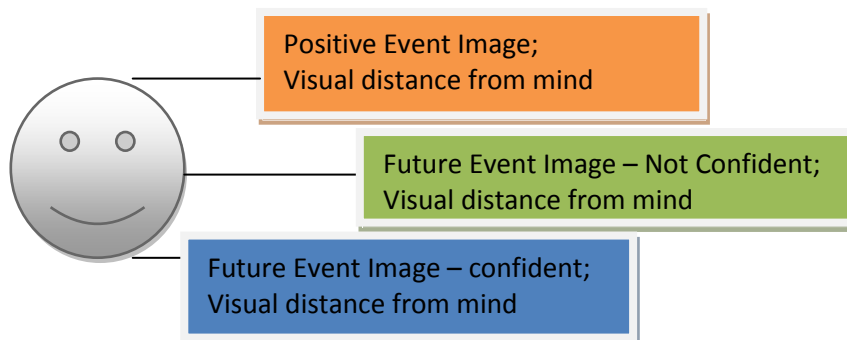 Positive Event Image;
Visual distance from mind
Future Event Image – Not Confident;
Visual distance from mind
Future Event Image – confident;
Visual distance from mind